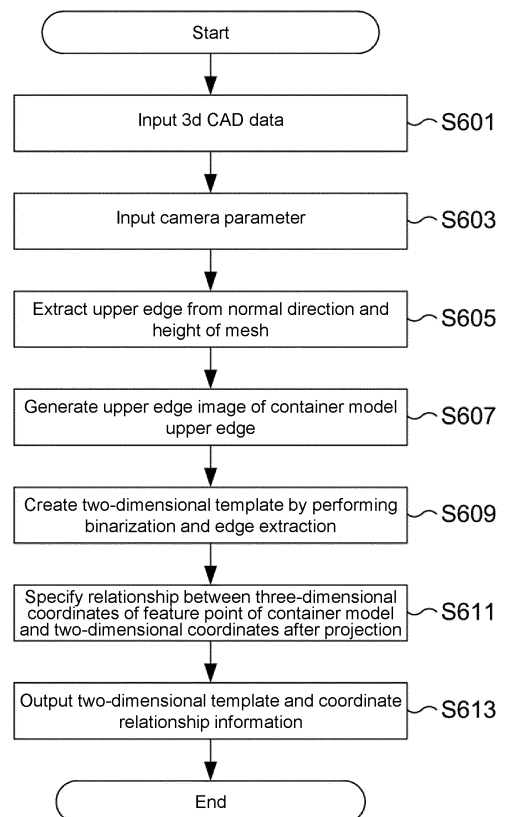 Start
Input 3d CAD data
S601
Input camera parameter
S603
Extract upper edge from normal direction and
height of mesh
S605
Generate upper edge image of container model
upper edge
S607
Create two-dimensional template by performing
binarization and edge extraction
S609
Specify relationship between three-dimensional
coordinates of feature point of container model
and two-dimensional coordinates after projection
S611
Output two-dimensional template and coordinate
relationship information
S613
End